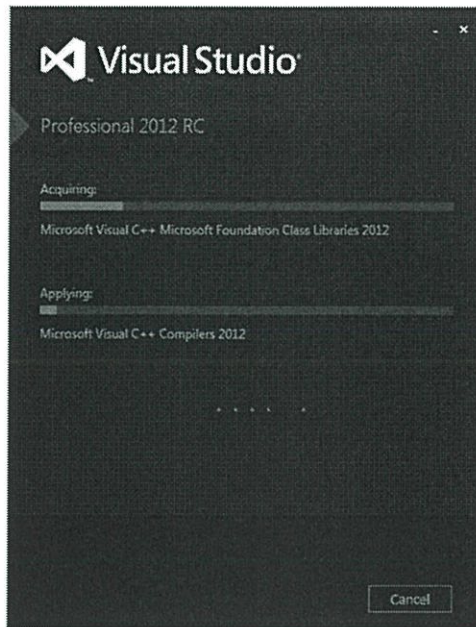 Visual Studio
Professional 2012 RC
Acquiring:
Microsoft Visual C++ Microsoft Foundation Class Libraries 2012
Applying:
Microsoft Visual C++ Compilers 2012
Cancel